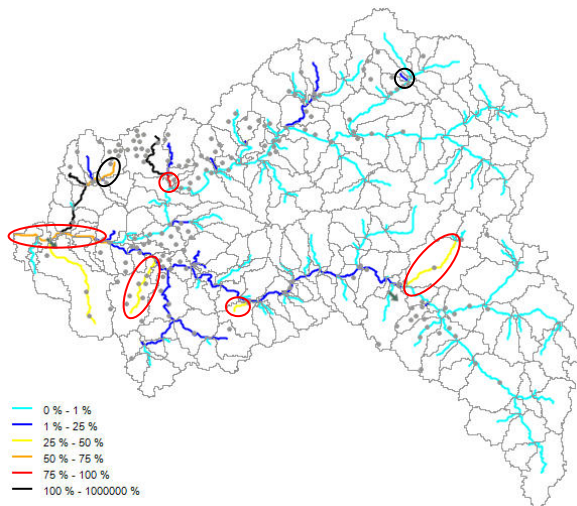 0 % - 1 %
1 % - 25 %
25 % - 50 %
50 % - 75 %
75 % - 100 %
100 % - 1000000 %